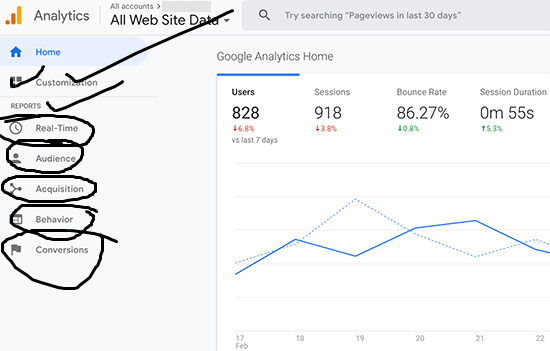 Analytics
All accounts >
All Web Site Data
Try searching “Pageviews in last 30 days”
Home
Customization
REPORTS
Real-Time
Audience
Acquisition
Behavior
Conversions
Google Analytics Home
Users Sessions Bounce Rate Session Duration
828 918 86.27% 0m 55s
↓6.8% ↓3.8% ↓0.8% ↑5.3%
vs last 7 days
17 18 19 20 21 22
Feb